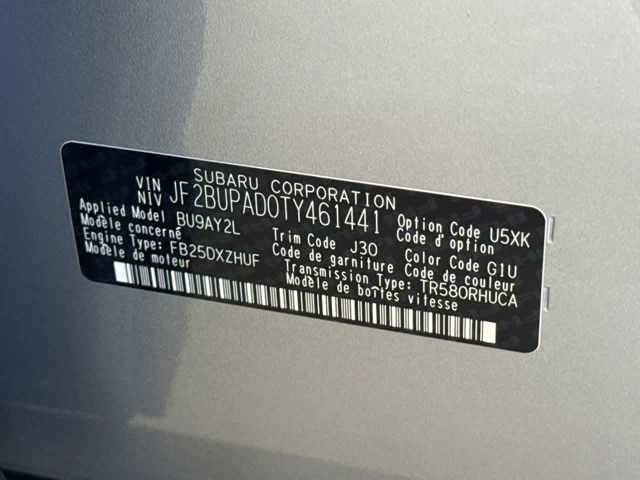 SUBARU CORPORATION
VIN
NIV JF2BUPAD0TY461441
Applied Model BU9AY2L Option Code U5XK
Modèle concerné Code d'option
Engine Type: FB25DXZHUF Trim Code J30 Color Code G1U
Modèle de moteur Code de garniture Code de couleur
Transmission Type: TR580RHUCA
Modèle de boîtes vitesse